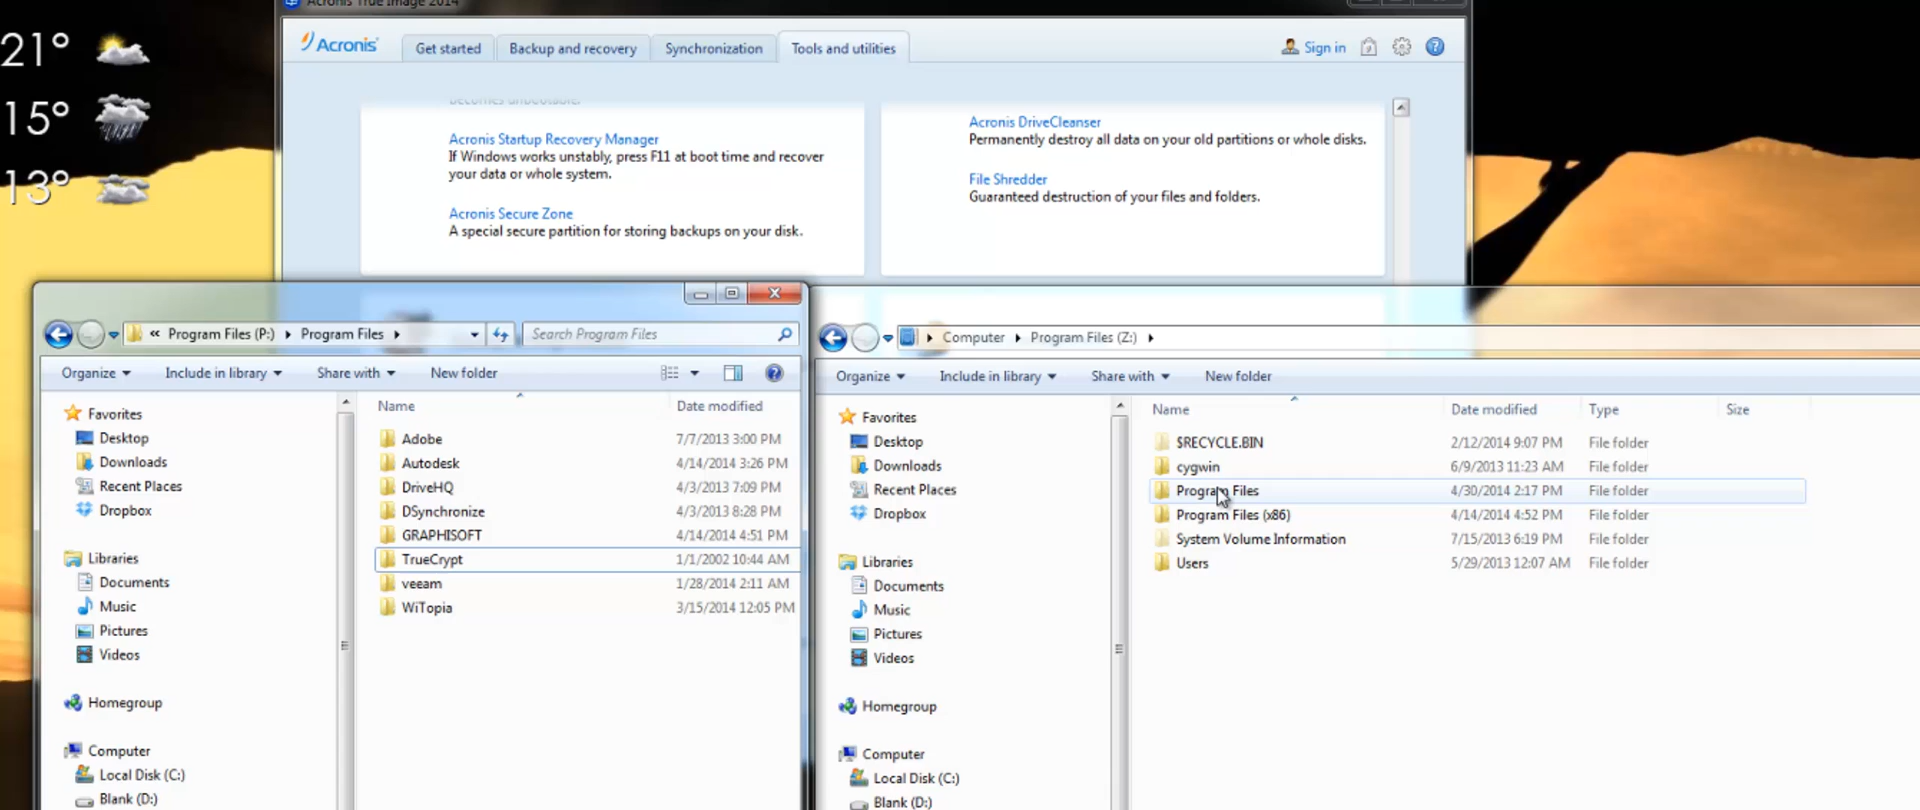 Acronis True Image 2014
21°
15°
13°
Acronis
Get started
Backup and recovery
Synchronization
Tools and utilities
Sign in
becomes unbootable.
Acronis Startup Recovery Manager
If Windows works unstably, press F11 at boot time and recover
your data or whole system.
Acronis Secure Zone
A special secure partition for storing backups on your disk.
Acronis DriveCleanser
Permanently destroy all data on your old partitions or whole disks.
File Shredder
Guaranteed destruction of your files and folders.
« Program Files (P:) Program Files
Search Program Files
Organize Include in library Share with New folder
Favorites
Desktop
Downloads
Recent Places
Dropbox
Libraries
Documents
Music
Pictures
Videos
Homegroup
Computer
Local Disk (C:)
Blank (D:)
Name Date modified
Adobe 7/7/2013 3:00 PM
Autodesk 4/14/2014 3:26 PM
DriveHQ 4/3/2013 7:09 PM
DSynchronize 4/3/2013 8:28 PM
GRAPHISOFT 4/14/2014 4:51 PM
TrueCrypt 1/1/2002 10:44 AM
veeam 1/28/2014 2:11 AM
WiTopia 3/15/2014 12:05 PM
Computer Program Files (Z:)
Organize Include in library Share with New folder
Favorites
Desktop
Downloads
Recent Places
Dropbox
Libraries
Documents
Music
Pictures
Videos
Homegroup
Computer
Local Disk (C:)
Blank (D:)
Name Date modified Type Size
$RECYCLE.BIN 2/12/2014 9:07 PM File folder
cygwin 6/9/2013 11:23 AM File folder
Program Files 4/30/2014 2:17 PM File folder
Program Files (x86) 4/14/2014 4:52 PM File folder
System Volume Information 7/15/2013 6:19 PM File folder
Users 5/29/2013 12:07 AM File folder